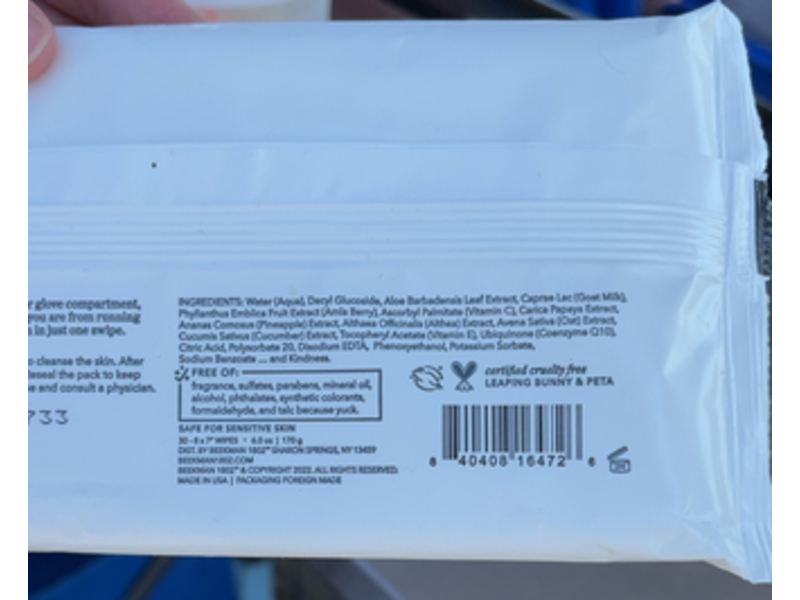 r glove compartment,
you are from running
n in just one swipe.
o cleanse the skin. After
Reseal the pack to keep
e and consult a physician.
733
INGREDIENTS: Water (Aqua), Decyl Glucoside, Aloe Barbadensis Leaf Extract, Caprae Lac (Goat Milk),
Phyllanthus Emblica Fruit Extract (Amla Berry), Ascorbyl Palmitate (Vitamin C), Carica Papaya Extract,
Ananas Comosus (Pineapple) Extract, Althaea Officinalis (Althea) Extract, Avena Sativa (Oat) Extract,
Cucumis Sativus (Cucumber) Extract, Tocopheryl Acetate (Vitamin E), Ubiquinone (Coenzyme Q10),
Citric Acid, Polysorbate 20, Disodium EDTA, Phenoxyethanol, Potassium Sorbate,
Sodium Benzoate ... and Kindness.
FREE OF:
fragrance, sulfates, parabens, mineral oil,
alcohol, phthalates, synthetic colorants,
formaldehyde, and talc because yuck.
SAFE FOR SENSITIVE SKIN
30 - 8 x 7" WIPES • 6.0 oz | 170 g
DIST. BY BEEKMAN 1802™ SHARON SPRINGS, NY 13459
BEEKMAN1802.COM
BEEKMAN 1802™ & COPYRIGHT 2022. ALL RIGHTS RESERVED.
MADE IN USA | PACKAGING FOREIGN MADE
certified cruelty free
LEAPING BUNNY & PETA
8 40408 16472 6